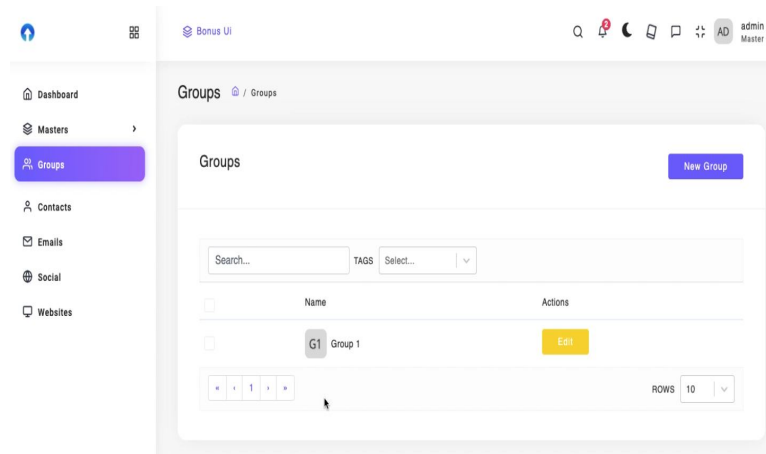 Bonus Ui
2
AD
admin
Master
Dashboard
Masters
Groups
Contacts
Emails
Social
Websites
Groups / Groups
Groups
New Group
Search...
TAGS
Select...
Name
Actions
G1
Group 1
Edit
« ‹ 1 › »
ROWS
10